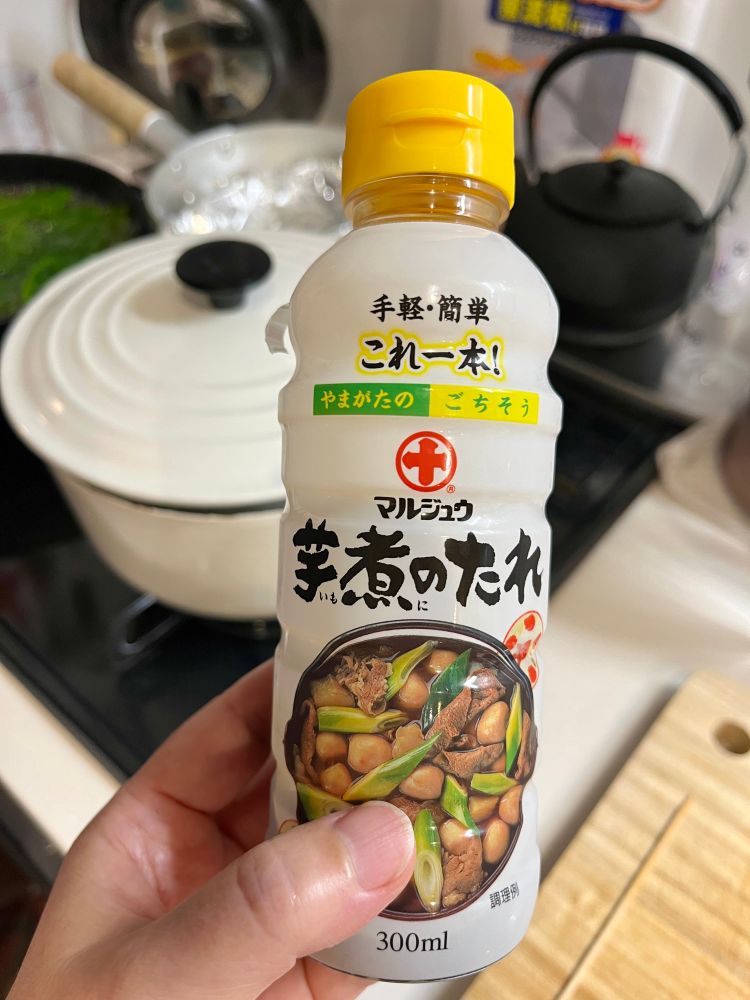 手軽・簡単
これ一本!
やまがたの ごちそう
®
マルジュウ
芋煮のたれ
いも に
調理例
300ml